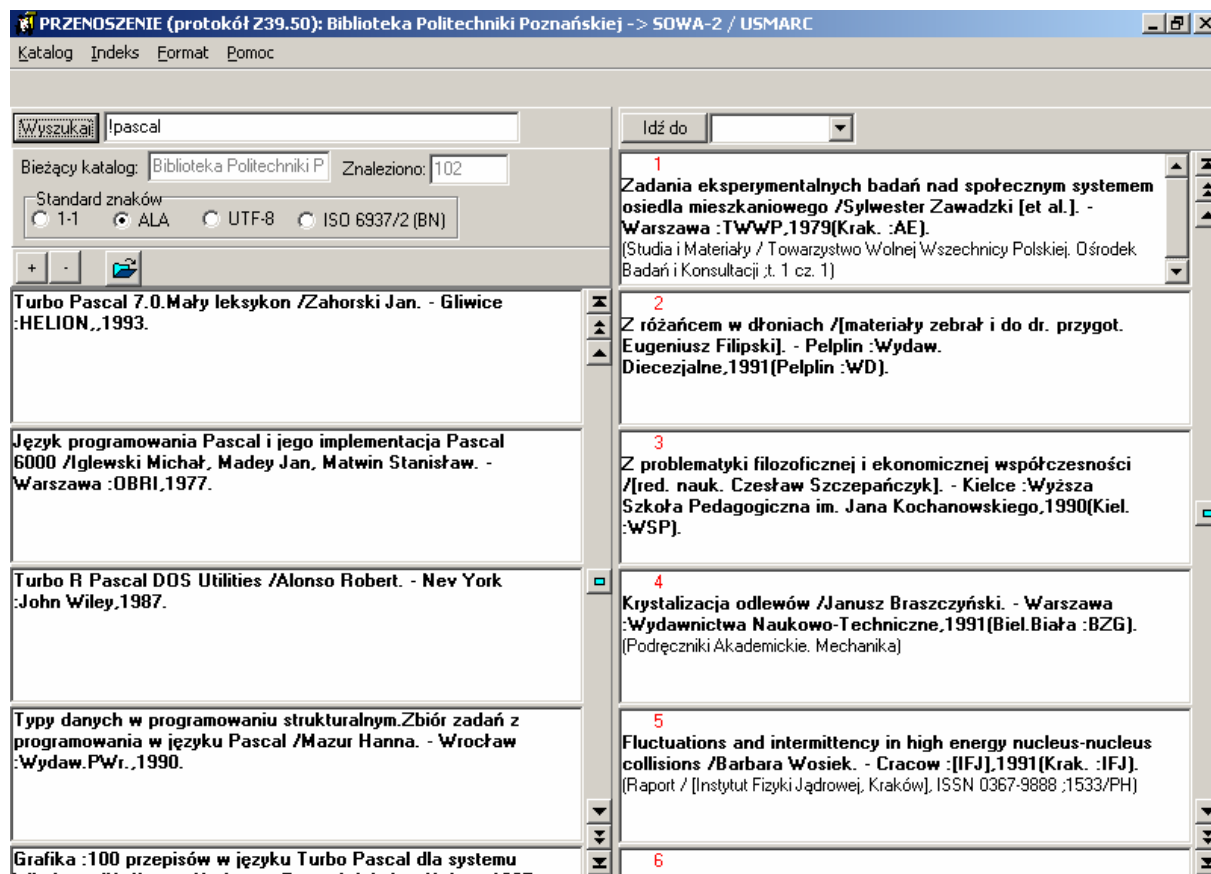 PRZENOSZENIE (protokół Z39.50): Biblioteka Politechniki Poznańskiej -> SOWA-2 / USMARC
Katalog Indeks Format Pomoc
Wyszukaj !pascal
Bieżący katalog: Biblioteka Politechniki P Znaleziono: 102
Standard znaków
1-1 ALA UTF-8 ISO 6937/2 (BN)
+ -
Turbo Pascal 7.0.Mały leksykon /Zahorski Jan. - Gliwice
:HELION,,1993.
Język programowania Pascal i jego implementacja Pascal
6000 /Iglewski Michał, Madey Jan, Matwin Stanisław. -
Warszawa :OBRI,1977.
Turbo R Pascal DOS Utilities /Alonso Robert. - Nev York
:John Wiley,1987.
Typy danych w programowaniu strukturalnym.Zbiór zadań z
programowania w języku Pascal /Mazur Hanna. - Wrocław
:Wydaw.PWr.,1990.
Grafika :100 przepisów w języku Turbo Pascal dla systemu
Idź do
1
Zadania eksperymentalnych badań nad społecznym systemem
osiedla mieszkaniowego /Sylwester Zawadzki [et al.]. -
Warszawa :TWWP,1979(Krak. :AE).
(Studia i Materiały / Towarzystwo Wolnej Wszechnicy Polskiej. Ośrodek
Badań i Konsultacji ;t. 1 cz. 1)
2
Z różańcem w dłoniach /[materiały zebrał i do dr. przygot.
Eugeniusz Filipski]. - Pelplin :Wydaw.
Diecezjalne,1991(Pelplin :WD).
3
Z problematyki filozoficznej i ekonomicznej współczesności
/[red. nauk. Czesław Szczepańczyk]. - Kielce :Wyższa
Szkoła Pedagogiczna im. Jana Kochanowskiego,1990(Kiel.
:WSP).
4
Krystalizacja odlewów /Janusz Braszczyński. - Warszawa
:Wydawnictwa Naukowo-Techniczne,1991(Biel.Biała :BZG).
(Podręczniki Akademickie. Mechanika)
5
Fluctuations and intermittency in high energy nucleus-nucleus
collisions /Barbara Wosiek. - Cracow :[IFJ],1991(Krak. :IFJ).
(Raport / [Instytut Fizyki Jądrowej, Kraków], ISSN 0367-9888 ;1533/PH)
6